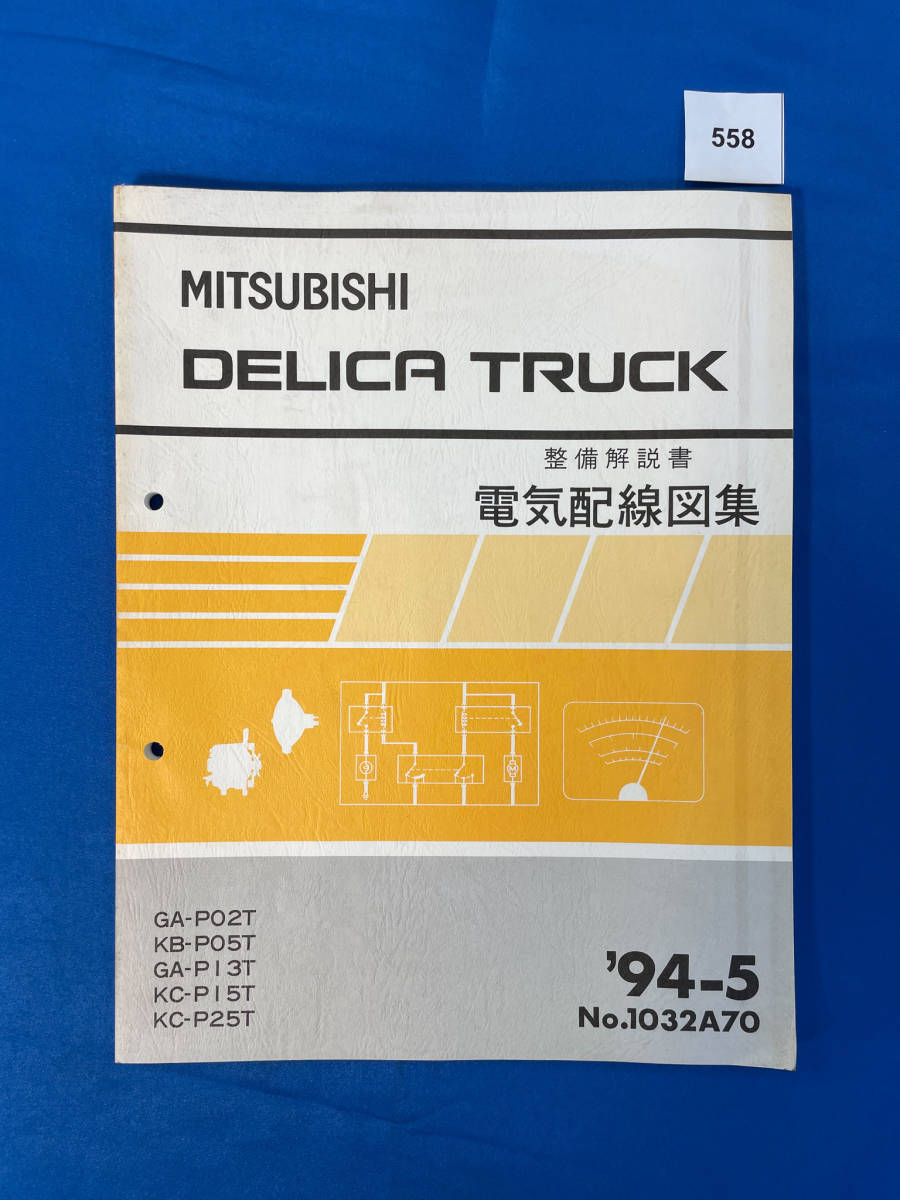 558
MITSUBISHI
DELICA TRUCK
整備解説書
電気配線図集
GA-P02T
KB-P05T
GA-P13T
KC-P15T
KC-P25T
'94-5
No.1032A70